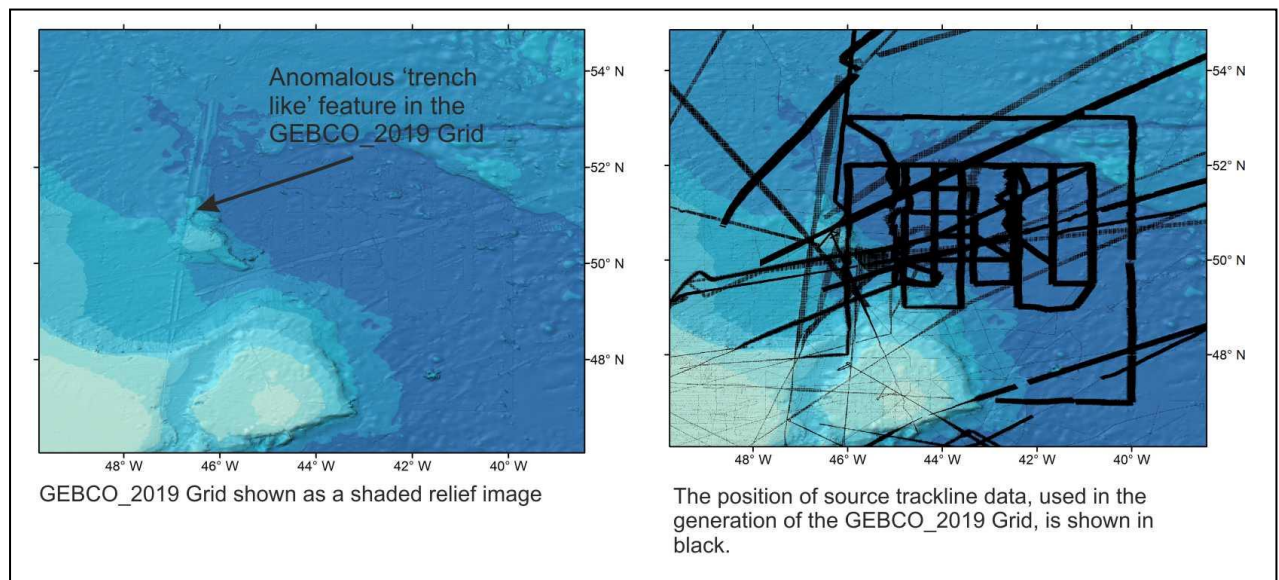 Anomalous ‘trench
like’ feature in the
GEBCO_2019 Grid
54° N
52° N
50° N
48° N
48° W
46° W
44° W
42° W
40° W
GEBCO_2019 Grid shown as a shaded relief image
54° N
52° N
50° N
48° N
48° W
46° W
44° W
42° W
40° W
The position of source trackline data, used in the
generation of the GEBCO_2019 Grid, is shown in
black.